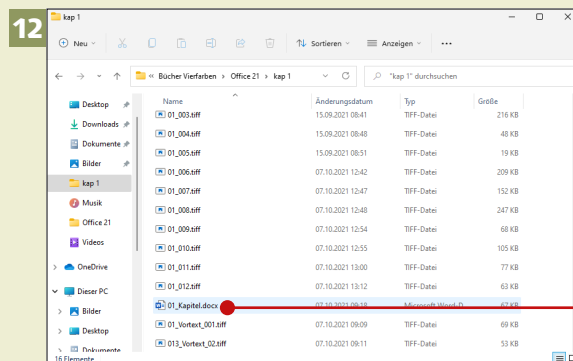 12
kap 1
Neu
Sortieren
Anzeigen
« Bücher Vierfarben › Office 21 › kap 1
"kap 1" durchsuchen
Name Änderungsdatum Typ Größe
Desktop
Downloads
Dokumente
Bilder
kap 1
Musik
Office 21
Videos
OneDrive
Dieser PC
Bilder
Desktop
Dokumente
01_003.tiff 15.09.2021 08:41 TIFF-Datei 216 KB
01_004.tiff 15.09.2021 08:48 TIFF-Datei 48 KB
01_005.tiff 15.09.2021 08:51 TIFF-Datei 19 KB
01_006.tiff 07.10.2021 12:42 TIFF-Datei 209 KB
01_007.tiff 07.10.2021 12:47 TIFF-Datei 152 KB
01_008.tiff 07.10.2021 12:48 TIFF-Datei 247 KB
01_009.tiff 07.10.2021 12:54 TIFF-Datei 68 KB
01_010.tiff 07.10.2021 12:55 TIFF-Datei 105 KB
01_011.tiff 07.10.2021 13:00 TIFF-Datei 77 KB
01_012.tiff 07.10.2021 13:12 TIFF-Datei 63 KB
01_Kapitel.docx 07.10.2021 09:18 Microsoft Word-D... 67 KB
01_Vortext_001.tiff 07.10.2021 09:09 TIFF-Datei 69 KB
013_Vortext_02.tiff 07.10.2021 09:11 TIFF-Datei 53 KB
16 Elemente